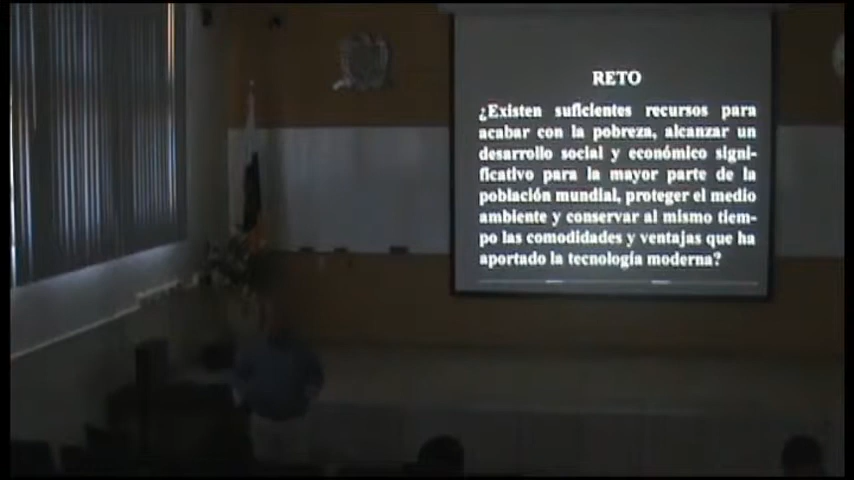 RETO
¿Existen suficientes recursos para
acabar con la pobreza, alcanzar un
desarrollo social y económico signi-
ficativo para la mayor parte de la
población mundial, proteger el medio
ambiente y conservar al mismo tiem-
po las comodidades y ventajas que ha
aportado la tecnología moderna?